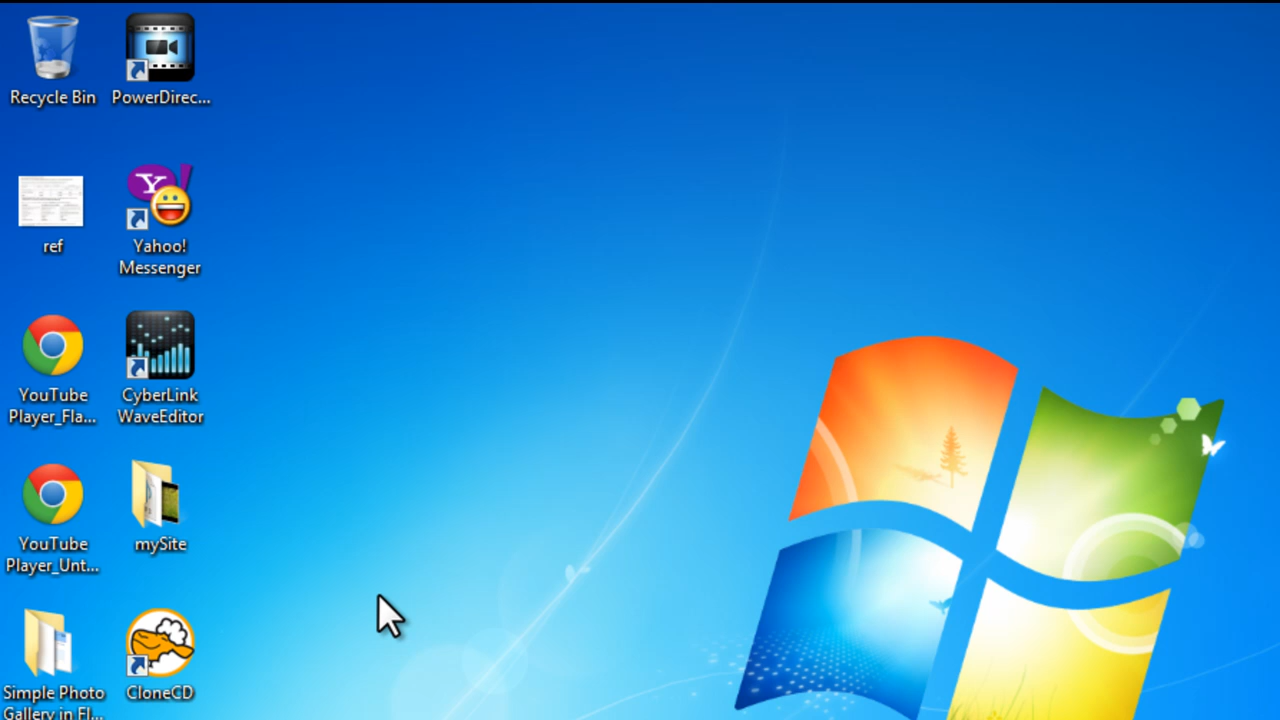 Recycle Bin
PowerDirec...
ref
Yahoo!
Messenger
YouTube
Player_Fla...
CyberLink
WaveEditor
YouTube
Player_Unt...
mySite
Simple Photo
Gallery in Fl...
CloneCD